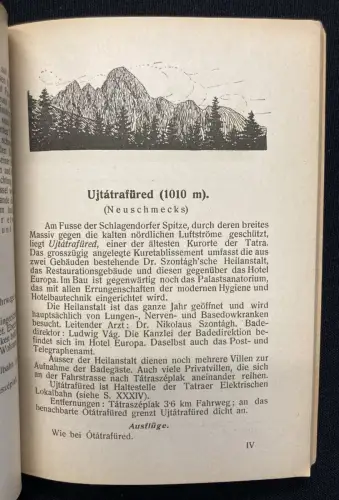 Ujtátrafüred (1010 m).
(Neuschmecks)
Am Fusse der Schlagendorfer Spitze, durch deren breites
Massiv gegen die kalten nördlichen Luftströme geschützt,
liegt Ujtátrafüred, einer der ältesten Kurorte der Tatra.
Das grosszügig angelegte Kuretablissement umfasst die aus
zwei Gebäuden bestehende Dr. Szontágh'sche Heilanstalt,
das Restaurationsgebäude und diesen gegenüber das Hotel
Europa. Im Bau ist gegenwärtig noch das Palastsanatorium,
das mit allen Errungenschaften der modernen Hygiene und
Hotelbautechnik eingerichtet wird.
Das Etablissement ist das ganze Jahr geöffnet und wird
hauptsächlich von Lungen-, Nerven- und Basedowkranken
besucht. Leitender Arzt: Dr. Nikolaus Szontágh. Bade-
direktor: Ludwig Vág. Die Kanzlei der Badedirektion be-
findet sich im Hotel Europa. Daselbst auch das Post- und
Telegraphenamt.
Ausser der Heilanstalt dienen noch mehrere Villen zur
Aufnahme der Badegäste. Auch viele Privatvillen, die sich
an der Fahrstrasse nach Tátraszéplak aneinander reihen.
Ujtátrafüred ist Haltestelle der Tatraer Elektrischen
Lokalbahn (siehe S. XXXIV).
Entfernungen: Tátraszéplak 3·6 km Fahrweg; an das
benachbarte Ótátrafüred grenzt Ujtátrafüred dicht an.
Ausflüge.
Wie bei Ótátrafüred.
IV